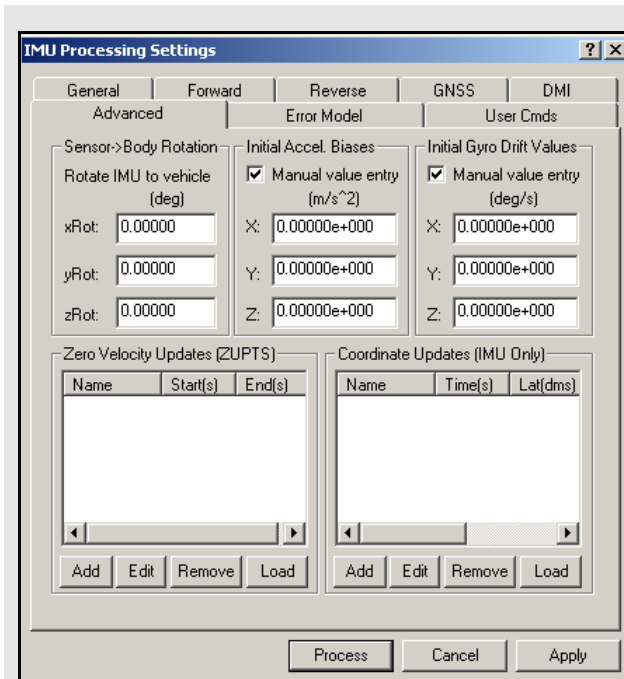 IMU Processing Settings
General Forward Reverse GNSS DMI
Advanced Error Model User Cmds
Sensor->Body Rotation
Rotate IMU to vehicle
(deg)
xRot: 0.00000
yRot: 0.00000
zRot: 0.00000
Initial Accel. Biases
Manual value entry
(m/s^2)
X: 0.00000e+000
Y: 0.00000e+000
Z: 0.00000e+000
Initial Gyro Drift Values
Manual value entry
(deg/s)
X: 0.00000e+000
Y: 0.00000e+000
Z: 0.00000e+000
Zero Velocity Updates (ZUPTS)
Name Start(s) End(s)
Add Edit Remove Load
Coordinate Updates (IMU Only)
Name Time(s) Lat(dms)
Add Edit Remove Load
Process Cancel Apply